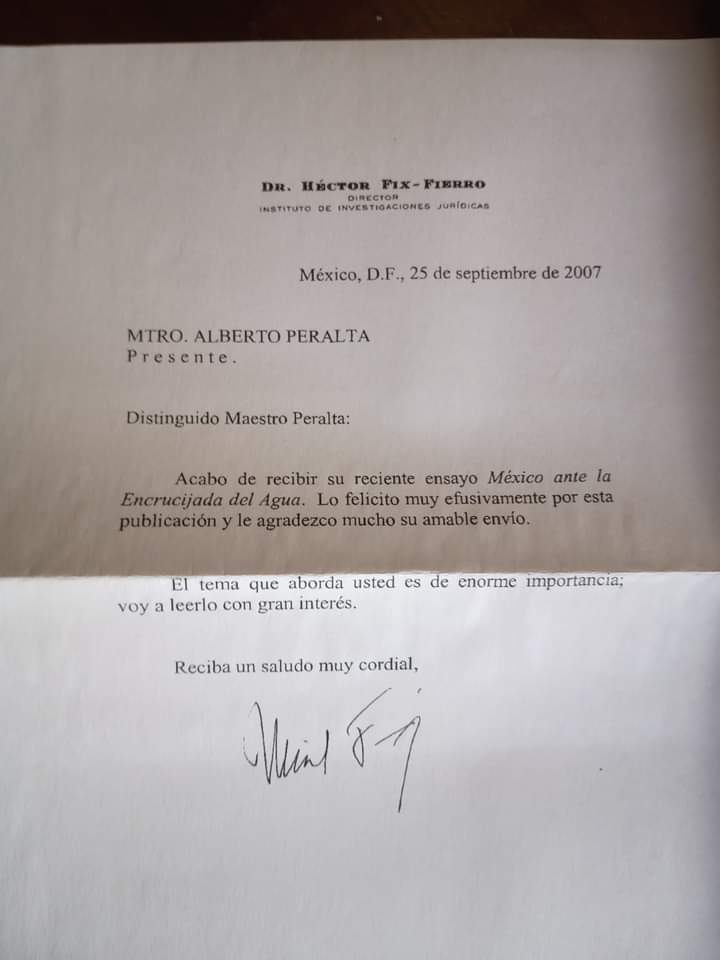 DR. HÉCTOR FIX-FIERRO
DIRECTOR
INSTITUTO DE INVESTIGACIONES JURÍDICAS
México, D.F., 25 de septiembre de 2007
MTRO. ALBERTO PERALTA
Presente.
Distinguido Maestro Peralta:
Acabo de recibir su reciente ensayo México ante la
Encrucijada del Agua. Lo felicito muy efusivamente por esta
publicación y le agradezco mucho su amable envío.
El tema que aborda usted es de enorme importancia;
voy a leerlo con gran interés.
Reciba un saludo muy cordial,